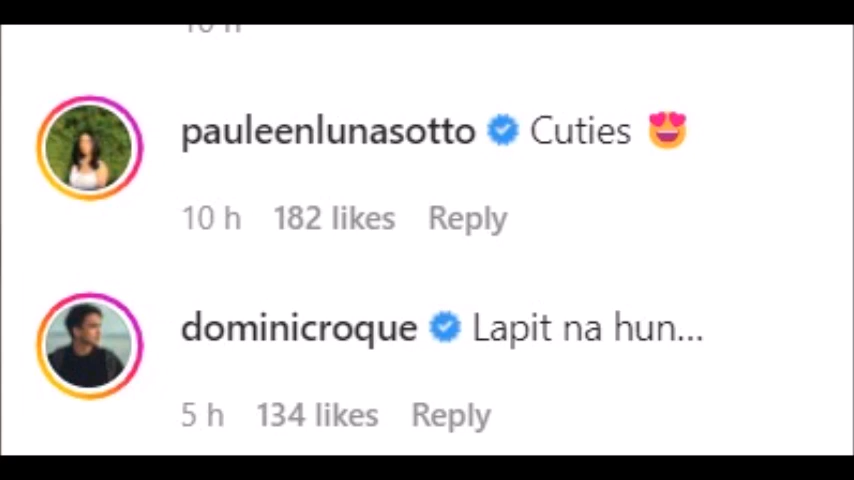 pauleenlunasotto Cuties 😍
10 h 182 likes Reply
dominicroque Lapit na hun...
5 h 134 likes Reply